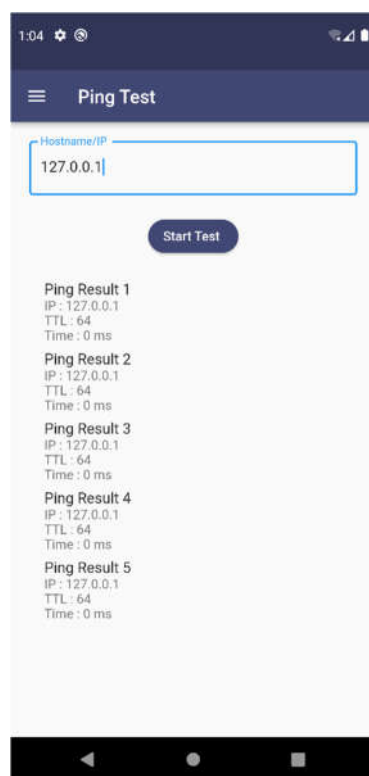 1:04
Ping Test
Hostname/IP
127.0.0.1
Start Test
Ping Result 1
IP : 127.0.0.1
TTL : 64
Time : 0 ms
Ping Result 2
IP : 127.0.0.1
TTL : 64
Time : 0 ms
Ping Result 3
IP : 127.0.0.1
TTL : 64
Time : 0 ms
Ping Result 4
IP : 127.0.0.1
TTL : 64
Time : 0 ms
Ping Result 5
IP : 127.0.0.1
TTL : 64
Time : 0 ms